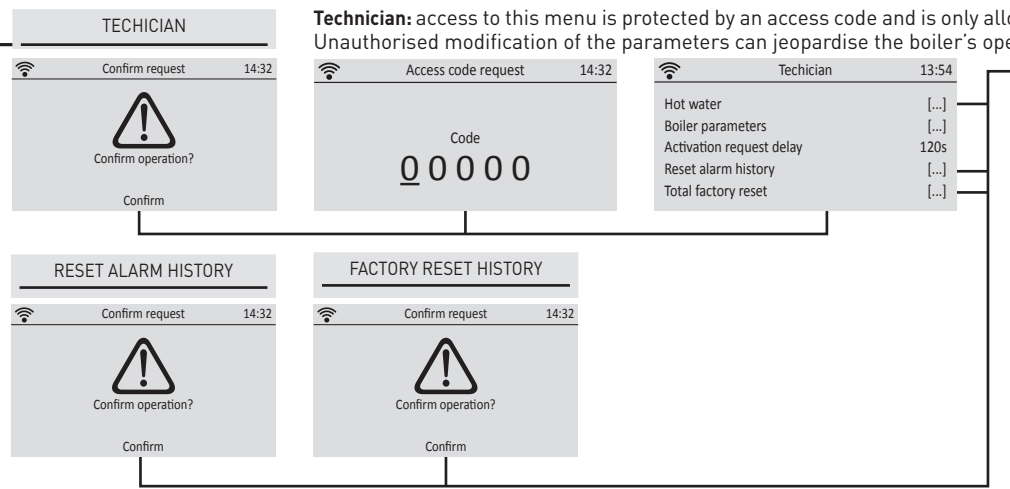 TECHICIAN
Technician: access to this menu is protected by an access code and is only
Unauthorised modification of the parameters can jeopardise the boiler's
Confirm request 14:32
Confirm operation?
Confirm
Access code request 14:32
Code
00000
Techician 13:54
Hot water [...]
Boiler parameters [...]
Activation request delay 120s
Reset alarm history [...]
Total factory reset [...]
RESET ALARM HISTORY
Confirm request 14:32
Confirm operation?
Confirm
FACTORY RESET HISTORY
Confirm request 14:32
Confirm operation?
Confirm